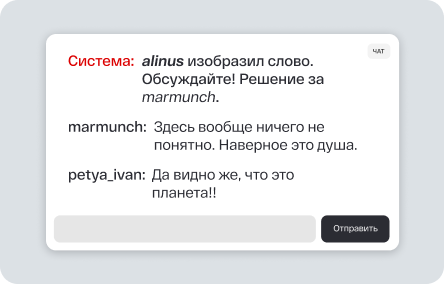 ЧАТ
Система: alinus изобразил слово.
Обсуждайте! Решение за
marmunch.
marmunch: Здесь вообще ничего не
понятно. Наверное это душа.
petya_ivan: Да видно же, что это
планета!!
Отправить